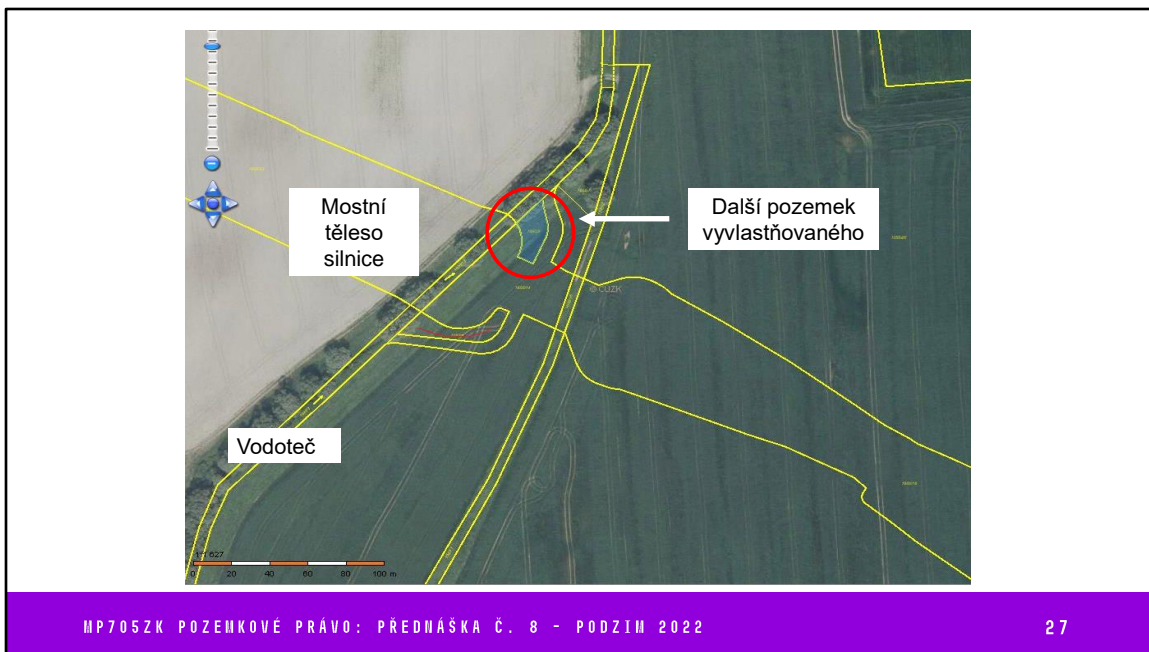 Mostní
těleso
silnice
Další pozemek
vyvlastňovaného
© ČÚZK
Vodoteč
0 20 40 60 80 100 m
MP705ZK POZEMKOVÉ PRÁVO: PŘEDNÁŠKA Č. 8 - PODZIM 2022
27